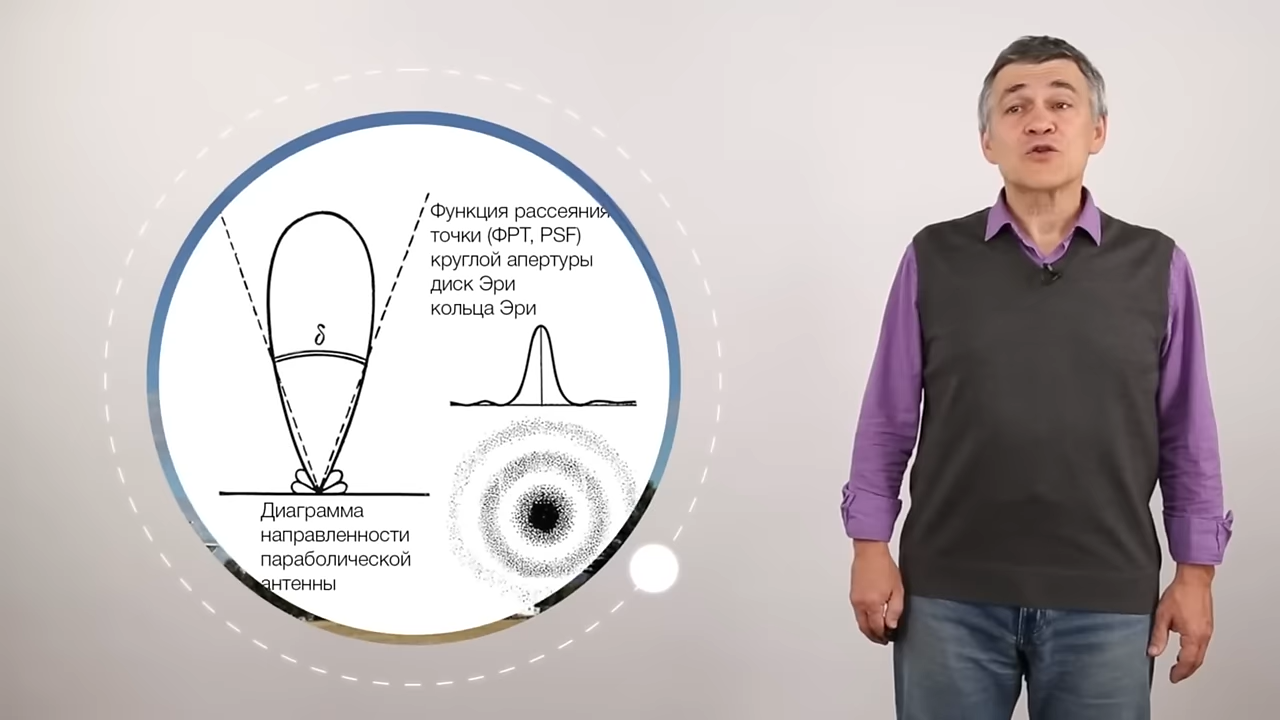 Функция рассеяния
точки (ФРТ, PSF)
круглой апертуры
диск Эри
кольца Эри
δ
Диаграмма
направленности
параболической
антенны